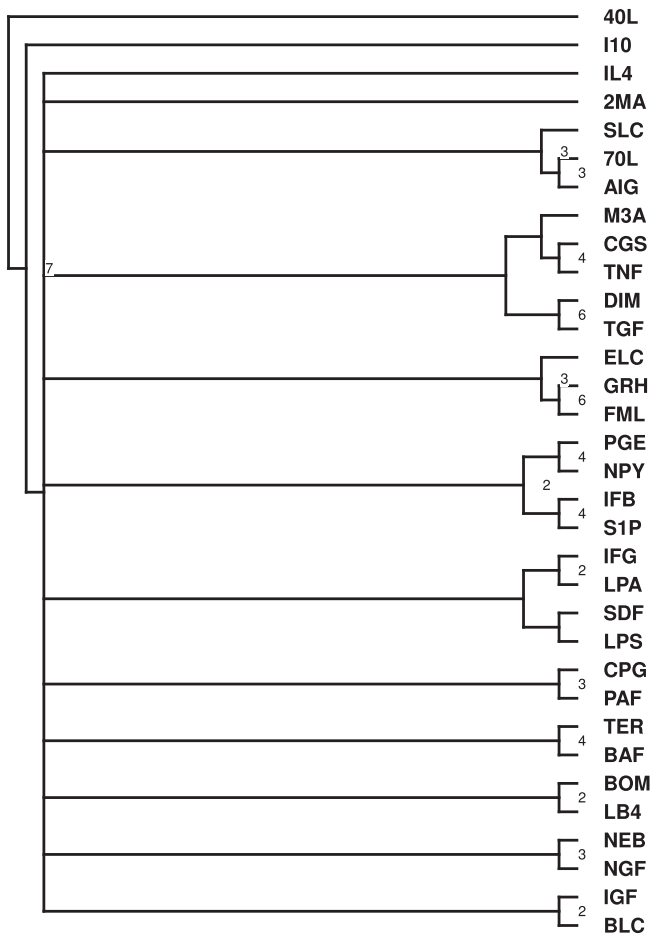 40L
I10
IL4
2MA
SLC
3
70L
3
AIG
M3A
CGS
4
7
TNF
DIM
6
TGF
ELC
3
GRH
6
FML
PGE
4
NPY
2
IFB
4
S1P
IFG
2
LPA
SDF
LPS
CPG
3
PAF
TER
4
BAF
BOM
2
LB4
NEB
3
NGF
IGF
2
BLC